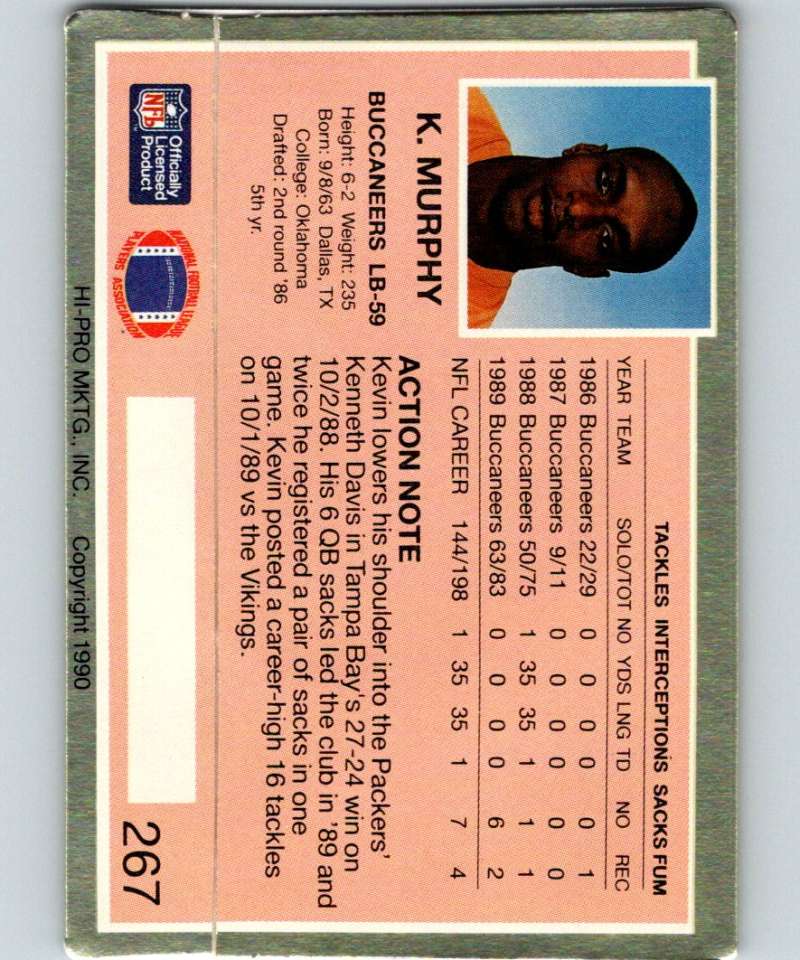 K. MURPHY
BUCCANEERS LB-59
Height: 6-2 Weight: 235
Born: 9/8/63 Dallas, TX
College: Oklahoma
Drafted: 2nd round '86
5th yr.
NFL
Officially
Licensed
Product
NATIONAL FOOTBALL LEAGUE
PLAYERS ASSOCIATION
TACKLES INTERCEPTIONS SACKS FUM
YEAR TEAM SOLO/TOT NO YDS LNG TD NO REC
1986 Buccaneers 22/29 0 0 0 0 0 1
1987 Buccaneers 9/11 0 0 0 0 0 0
1988 Buccaneers 50/75 1 35 35 1 1 1
1989 Buccaneers 63/83 0 0 0 0 6 2
NFL CAREER 144/198 1 35 35 1 7 4
ACTION NOTE
Kevin lowers his shoulder into the Packers'
Kenneth Davis in Tampa Bay's 27-24 win on
10/2/88. His 6 QB sacks led the club in '89 and
twice he registered a pair of sacks in one
game. Kevin posted a career-high 16 tackles
on 10/1/89 vs the Vikings.
267
HI-PRO MKTG., INC. Copyright 1990